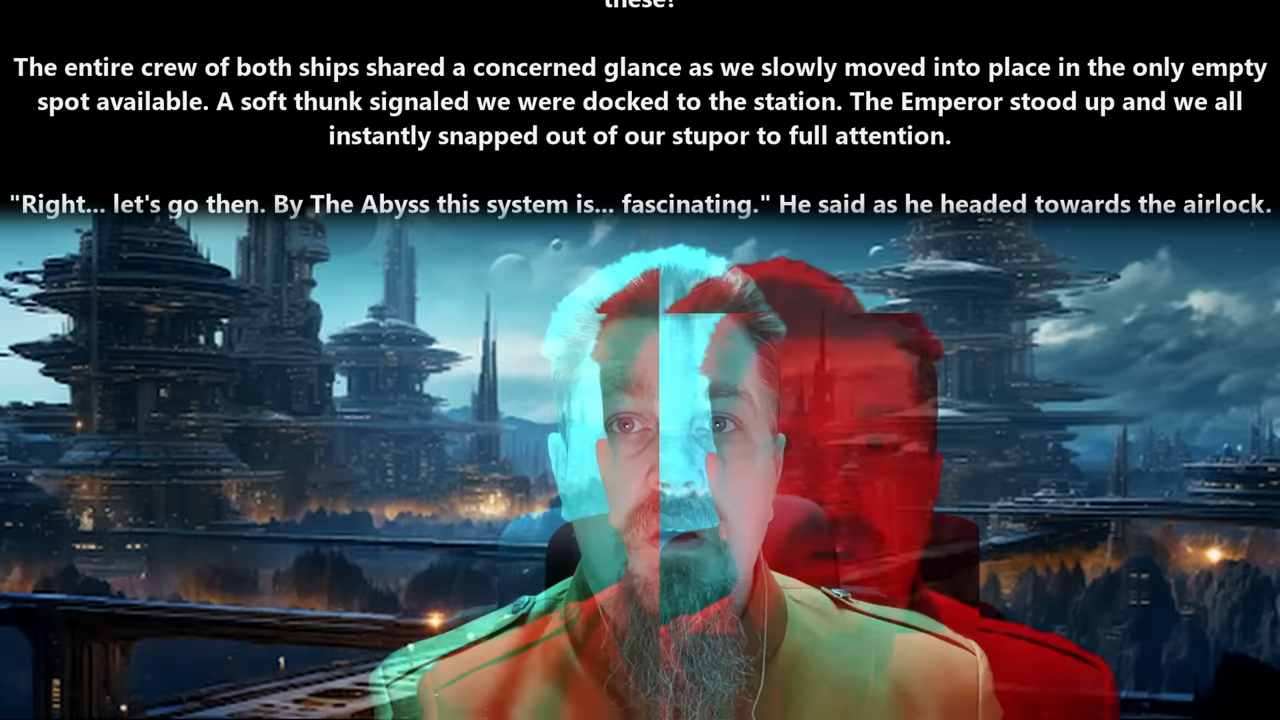 these?
The entire crew of both ships shared a concerned glance as we slowly moved into place in the only empty
spot available. A soft thunk signaled we were docked to the station. The Emperor stood up and we all
instantly snapped out of our stupor to full attention.
"Right... let's go then. By The Abyss this system is... fascinating." He said as he headed towards the airlock.